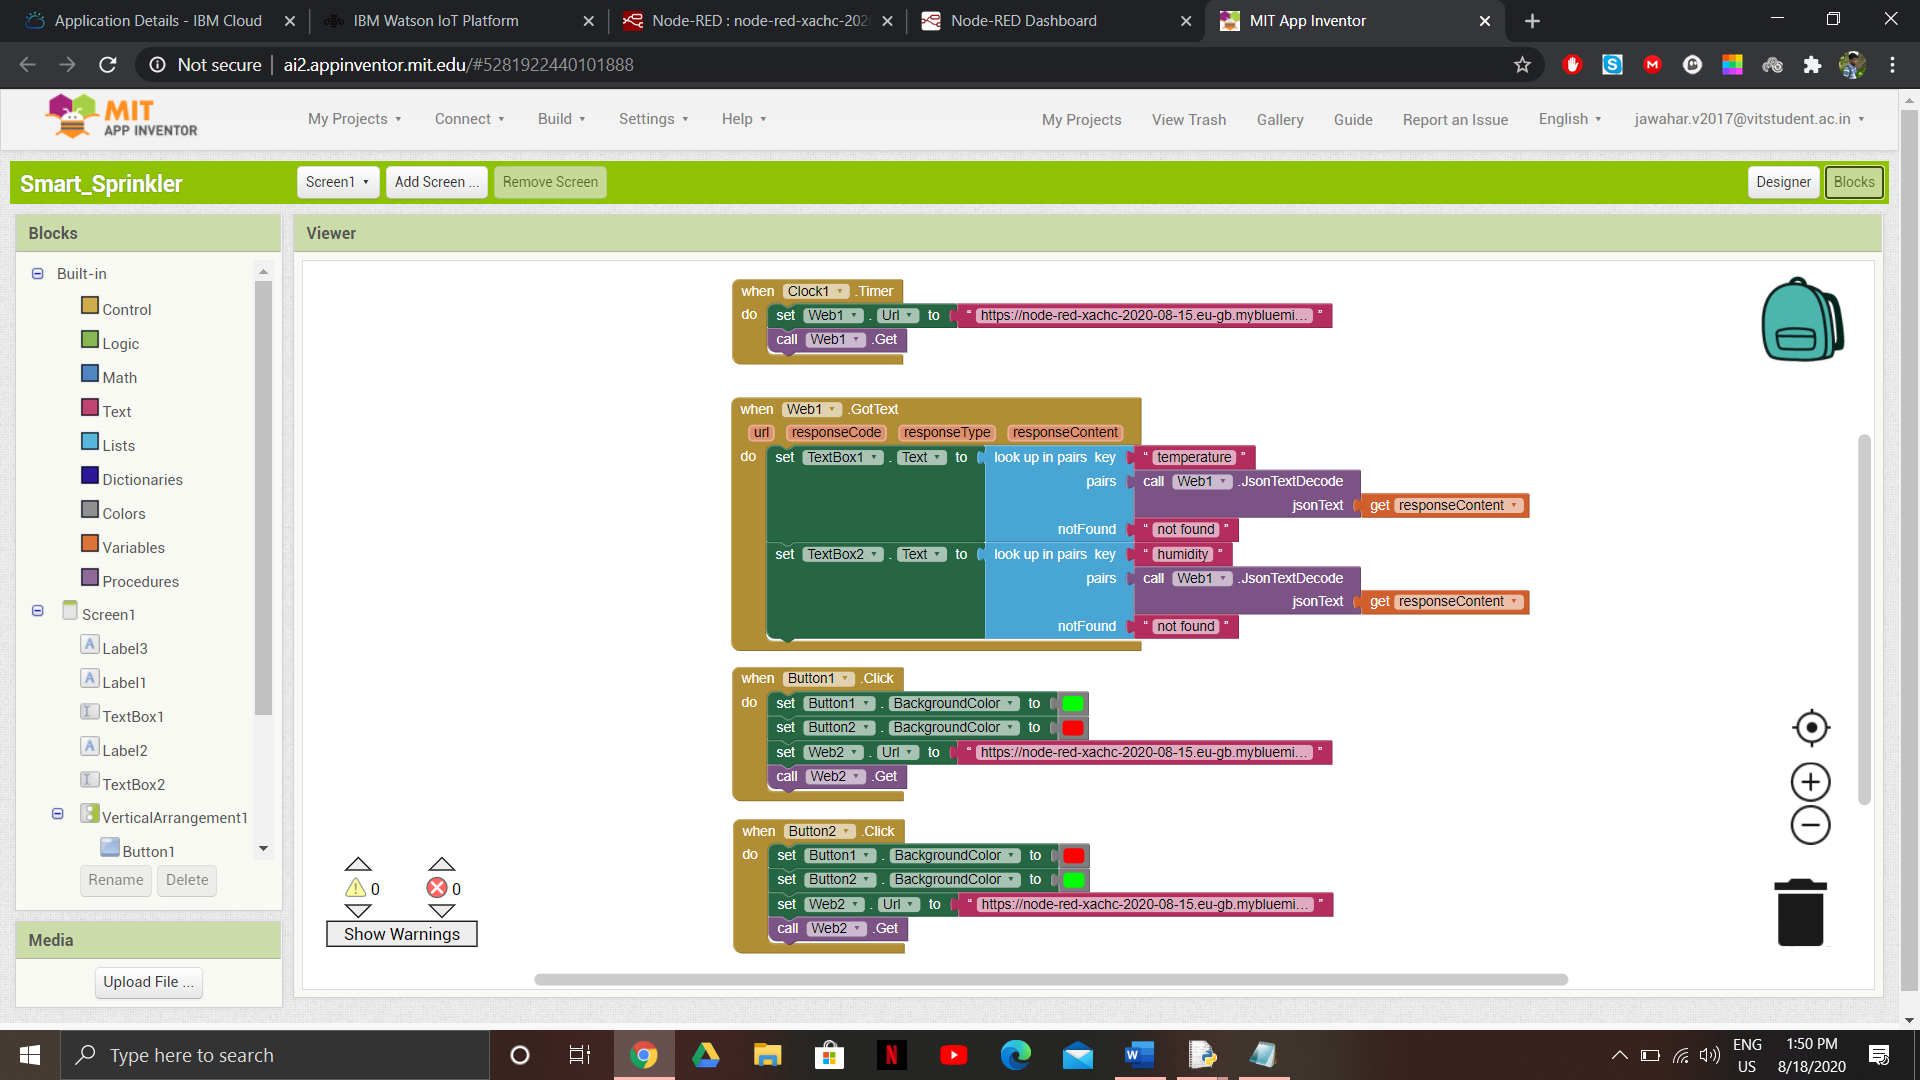 Application Details - IBM Cloud
IBM Watson IoT Platform
Node-RED : node-red-xachc-202
Node-RED Dashboard
MIT App Inventor
Not secure
ai2.appinventor.mit.edu/#5281922440101888
MIT
APP INVENTOR
My Projects
Connect
Build
Settings
Help
My Projects
View Trash
Gallery
Guide
Report an Issue
English
jawahar.v2017@vitstudent.ac.in
Smart_Sprinkler
Screen1
Add Screen ...
Remove Screen
Designer
Blocks
Blocks
Built-in
Control
Logic
Math
Text
Lists
Dictionaries
Colors
Variables
Procedures
Screen1
Label3
Label1
TextBox1
Label2
TextBox2
VerticalArrangement1
Button1
Rename
Delete
Media
Upload File ...
Viewer
when Clock1 .Timer
do set Web1 . Url to " https://node-red-xachc-2020-08-15.eu-gb.mybluemi... "
call Web1 .Get
when Web1 .GotText
url responseCode responseType responseContent
do set TextBox1 . Text to look up in pairs key " temperature "
pairs call Web1 .JsonTextDecode
jsonText get responseContent
notFound " not found "
set TextBox2 . Text to look up in pairs key " humidity "
pairs call Web1 .JsonTextDecode
jsonText get responseContent
notFound " not found "
when Button1 .Click
do set Button1 . BackgroundColor to
set Button2 . BackgroundColor to
set Web2 . Url to " https://node-red-xachc-2020-08-15.eu-gb.mybluemi... "
call Web2 .Get
when Button2 .Click
do set Button1 . BackgroundColor to
set Button2 . BackgroundColor to
set Web2 . Url to " https://node-red-xachc-2020-08-15.eu-gb.mybluemi... "
call Web2 .Get
0
0
Show Warnings
Type here to search
ENG
US
1:50 PM
8/18/2020